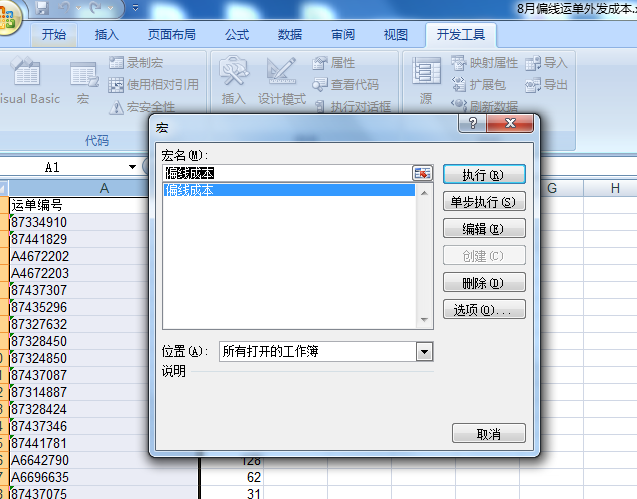 8月偏线运单外发成本.x
开始 插入 页面布局 公式 数据 审阅 视图 开发工具
录制宏 属性 映射属性 导入
使用相对引用 查看代码 扩展包 导出
isual Basic 宏 宏安全性 插入 设计模式 执行对话框 源 刷新数据
代码
A1
A G H
宏
宏名(M):
偏线成本
偏线成本
执行(R)
单步执行(S)
编辑(E)
创建(C)
删除(D)
选项(O)...
位置(A): 所有打开的工作簿
说明
取消
运单编号
87334910
87441829
A4672202
A4672203
87437307
87435296
87327632
87328450
87324850
87437087
87314887
87328424
87437346
87441781
A6642790 128
A6696635 62
87437075 31